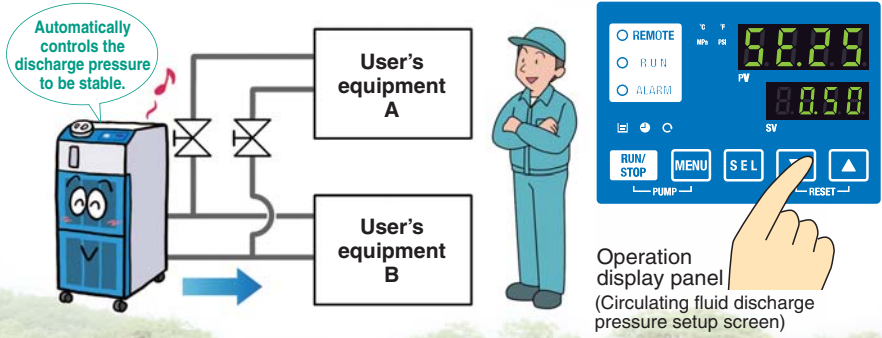 Automatically
controls the
discharge pressure
to be stable.
User's
equipment
A
User's
equipment
B
REMOTE
RUN
ALARM
°C °F
MPa PSI
SE.25
PV
0.50
SV
RUN/
STOP
MENU
SEL
▼
▲
PUMP
RESET
Operation
display panel
(Circulating fluid discharge
pressure setup screen)